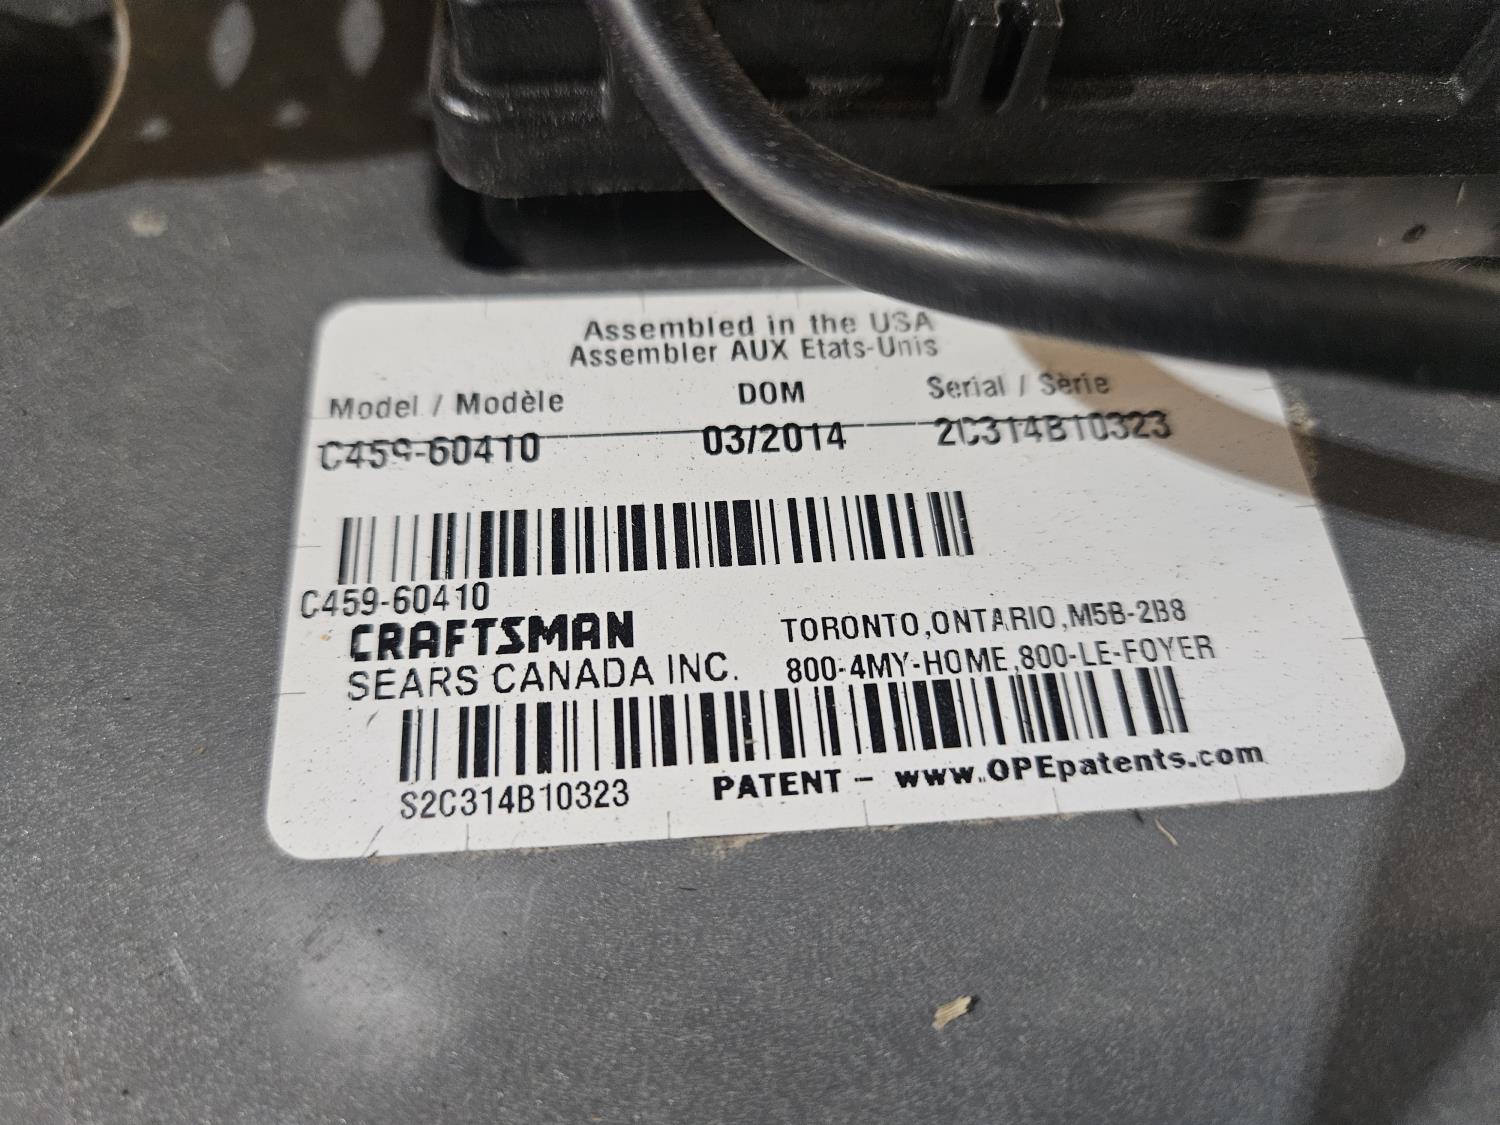 Assembled in the USA
Assembler AUX Etats-Unis
Model / Modèle DOM Serial / Sèrie
C459-60410 03/2014 2C314B10323
C459-60410
CRAFTSMAN TORONTO,ONTARIO,M5B-2B8
SEARS CANADA INC. 800-4MY-HOME,800-LE-FOYER
S2C314B10323 PATENT - www.OPEpatents.com